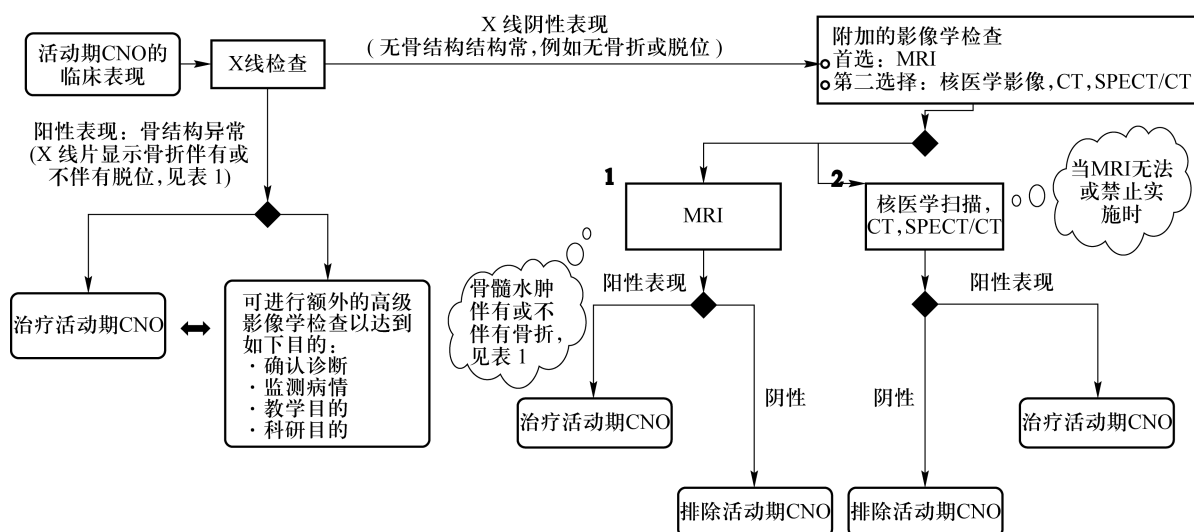 活动期CNO的
临床表现
X线检查
X 线阴性表现
( 无骨结构结构常，例如无骨折或脱位)
附加的影像学检查
首选：MRI
第二选择：核医学影像，CT，SPECT/CT
阳性表现：骨结构异常
(X 线片显示骨折伴有或
不伴有脱位，见表 1)
治疗活动期CNO
可进行额外的高级
影像学检查以达到
如下目的：
· 确认诊断
· 监测病情
· 教学目的
· 科研目的
1
MRI
2
核医学扫描，
CT，SPECT/CT
当MRI无法
或禁止实
施时
骨髓水肿
伴有或不
伴有骨折，
见表 1
阳性表现
阴性
治疗活动期CNO
排除活动期CNO
阳性表现
阴性
治疗活动期CNO
排除活动期CNO